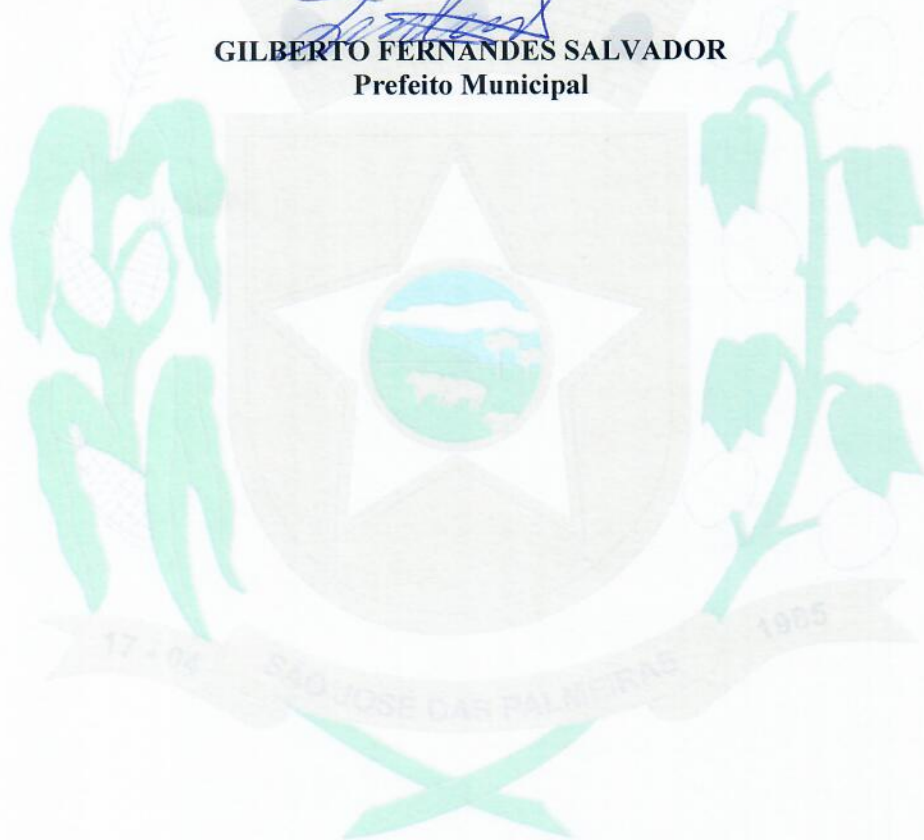 GILBERTO FERNANDES SALVADOR
Prefeito Municipal
17 - 04 SÃO JOSÉ DAS PALMEIRAS 1985